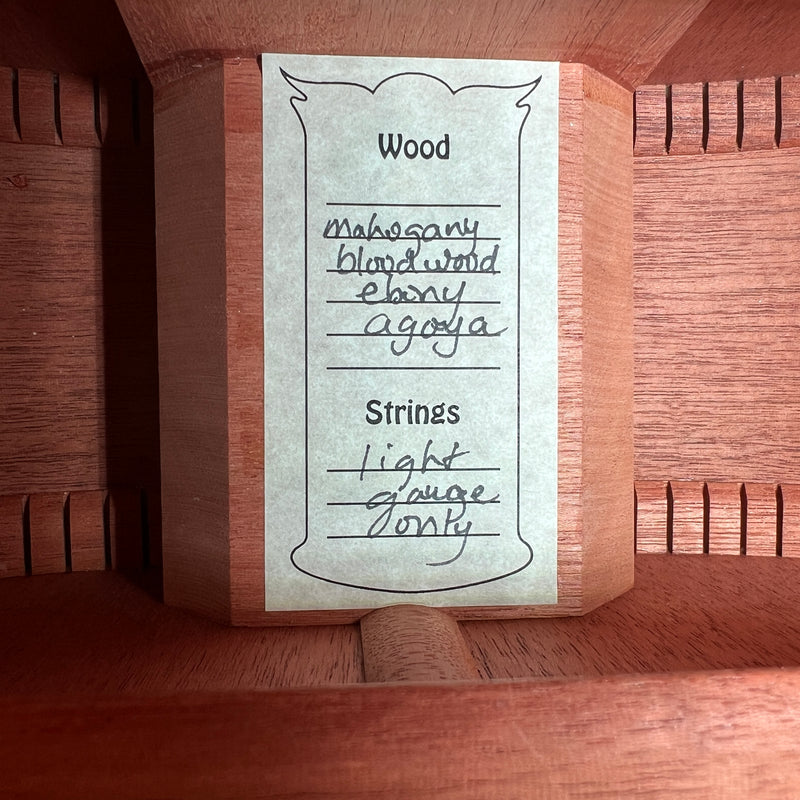 Wood
mahogany
bloodwood
ebony
agoya
Strings
light
gauge
only